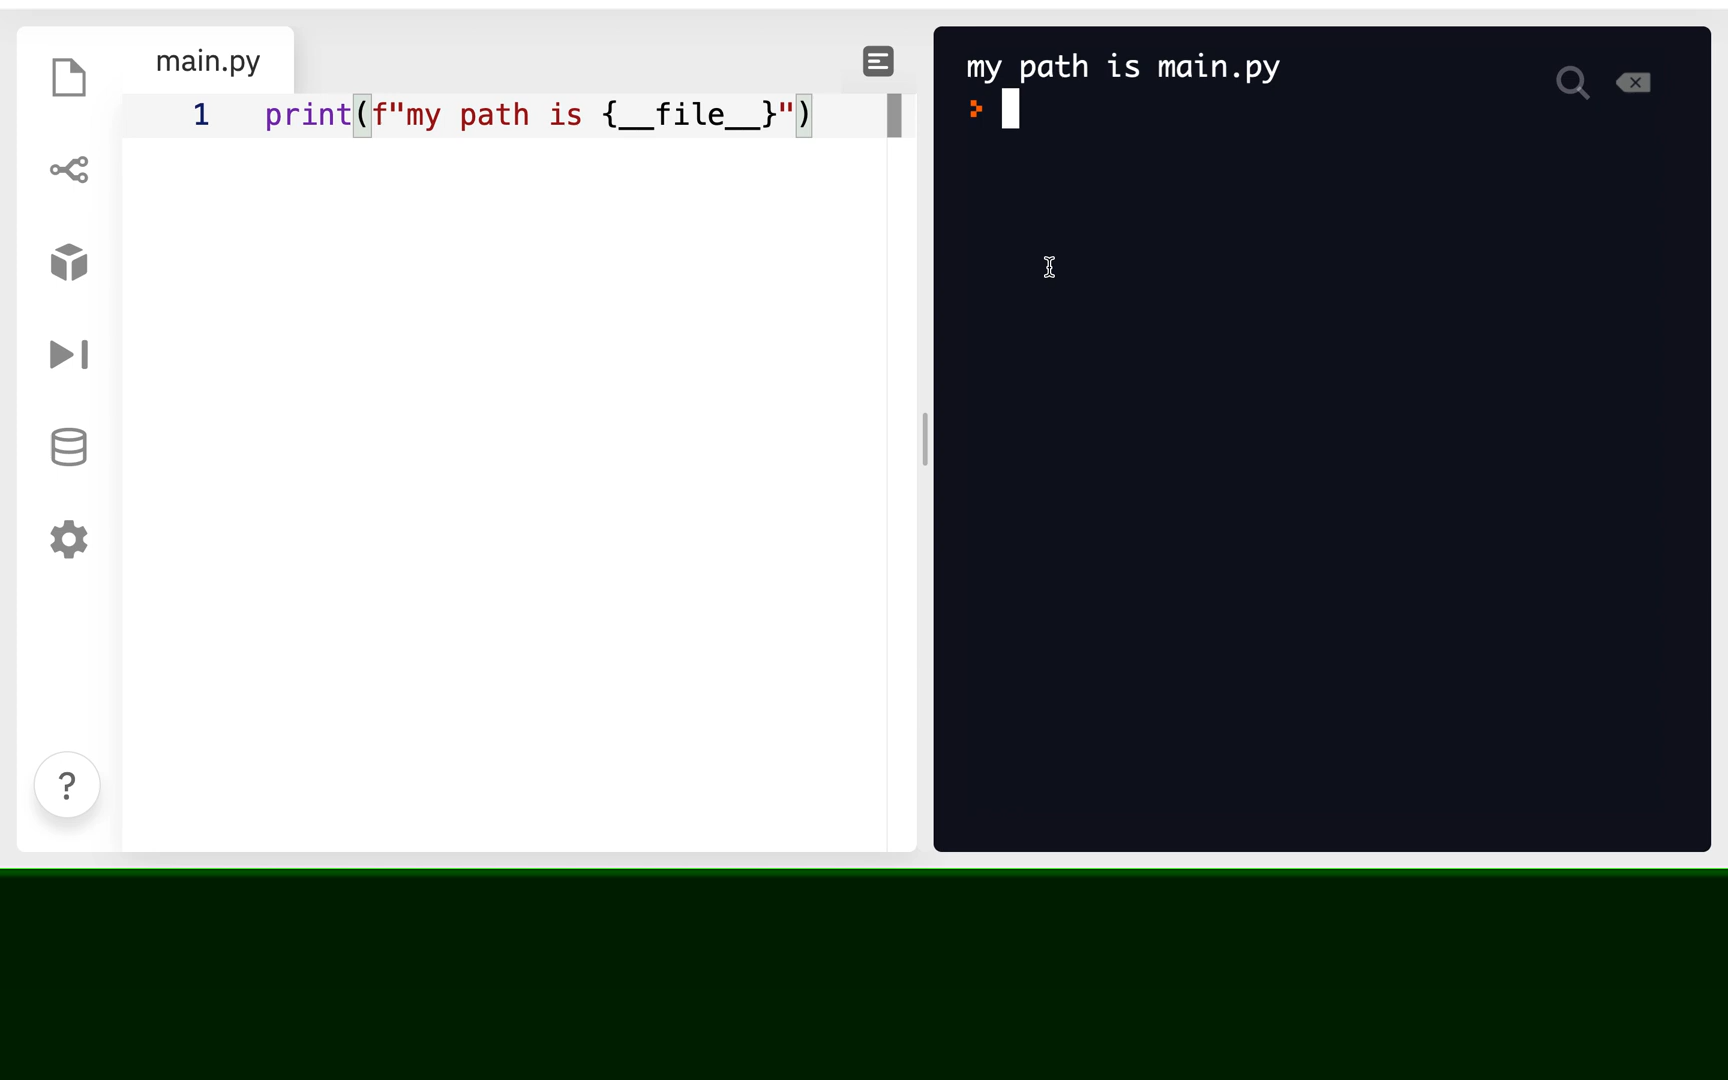 main.py
1 print(f"my path is {__file__}")
my path is main.py
?